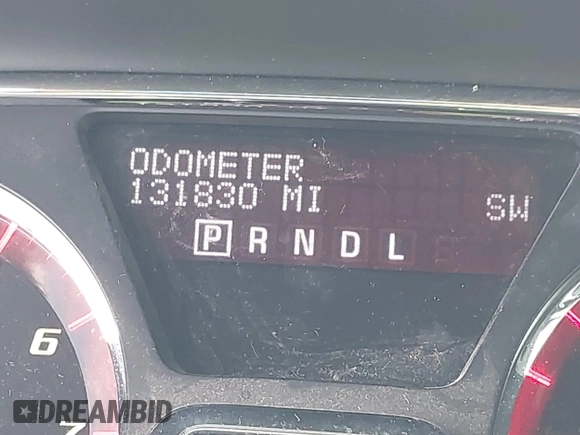 ODOMETER
131830 MI
SW
P R N D L
6
DREAMBID